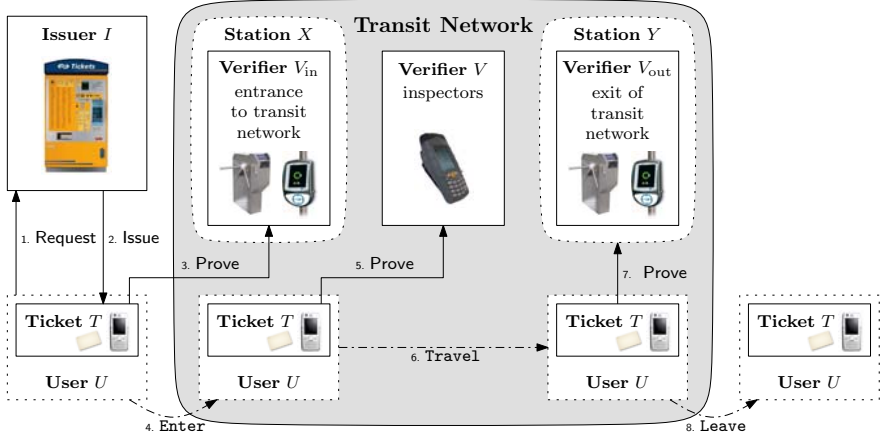 Transit Network
Issuer I
Tickets
Station X
Verifier V_in
entrance
to transit
network
Verifier V
inspectors
Station Y
Verifier V_out
exit of
transit
network
1. Request
2. Issue
3. Prove
5. Prove
7. Prove
Ticket T
User U
Ticket T
User U
6. Travel
Ticket T
User U
Ticket T
User U
4. Enter
8. Leave